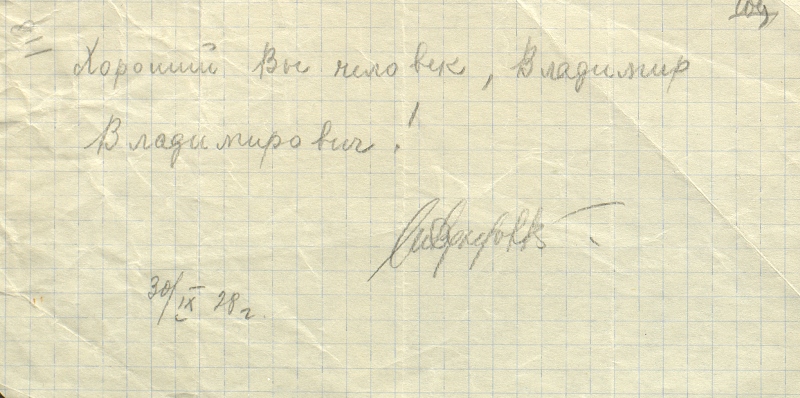 Хороший Вы человек, Владимир
Владимирович!
30/IX 28 г.